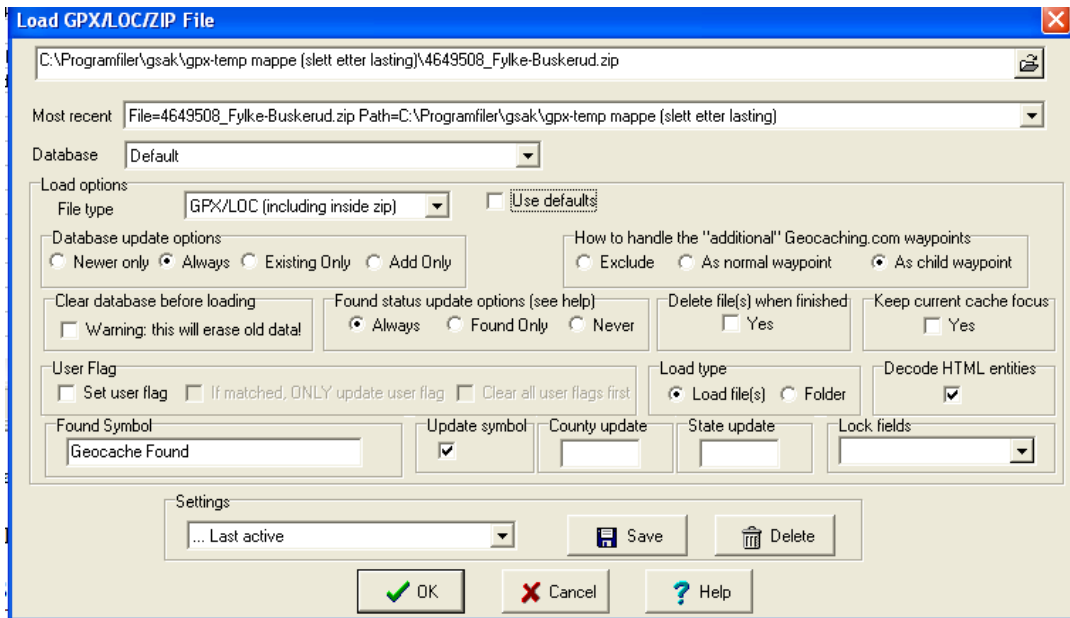 Load GPX/LOC/ZIP File
C:\Programfiler\gsak\gpx-temp mappe (slett etter lasting)\4649508_Fylke-Buskerud.zip
Most recent File=4649508_Fylke-Buskerud.zip Path=C:\Programfiler\gsak\gpx-temp mappe (slett etter lasting)
Database Default
Load options
File type GPX/LOC (including inside zip) Use defaults
Database update options How to handle the "additional" Geocaching.com waypoints
Newer only Always Existing Only Add Only Exclude As normal waypoint As child waypoint
Clear database before loading Found status update options (see help) Delete file(s) when finished Keep current cache focus
Warning: this will erase old data! Always Found Only Never Yes Yes
User Flag Load type Decode HTML entities
Set user flag If matched, ONLY update user flag Clear all user flags first Load file(s) Folder
Found Symbol Update symbol County update State update Lock fields
Geocache Found
Settings
... Last active Save Delete
OK Cancel ? Help